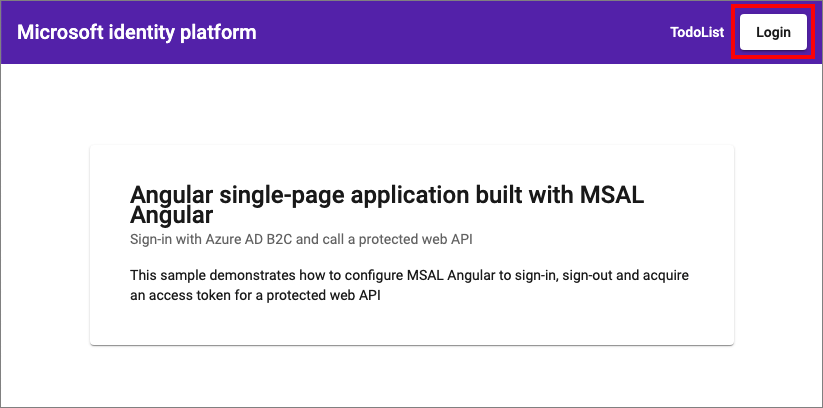 Microsoft identity platform
TodoList
Login
Angular single-page application built with MSAL
Angular
Sign-in with Azure AD B2C and call a protected web API
This sample demonstrates how to configure MSAL Angular to sign-in, sign-out and acquire
an access token for a protected web API